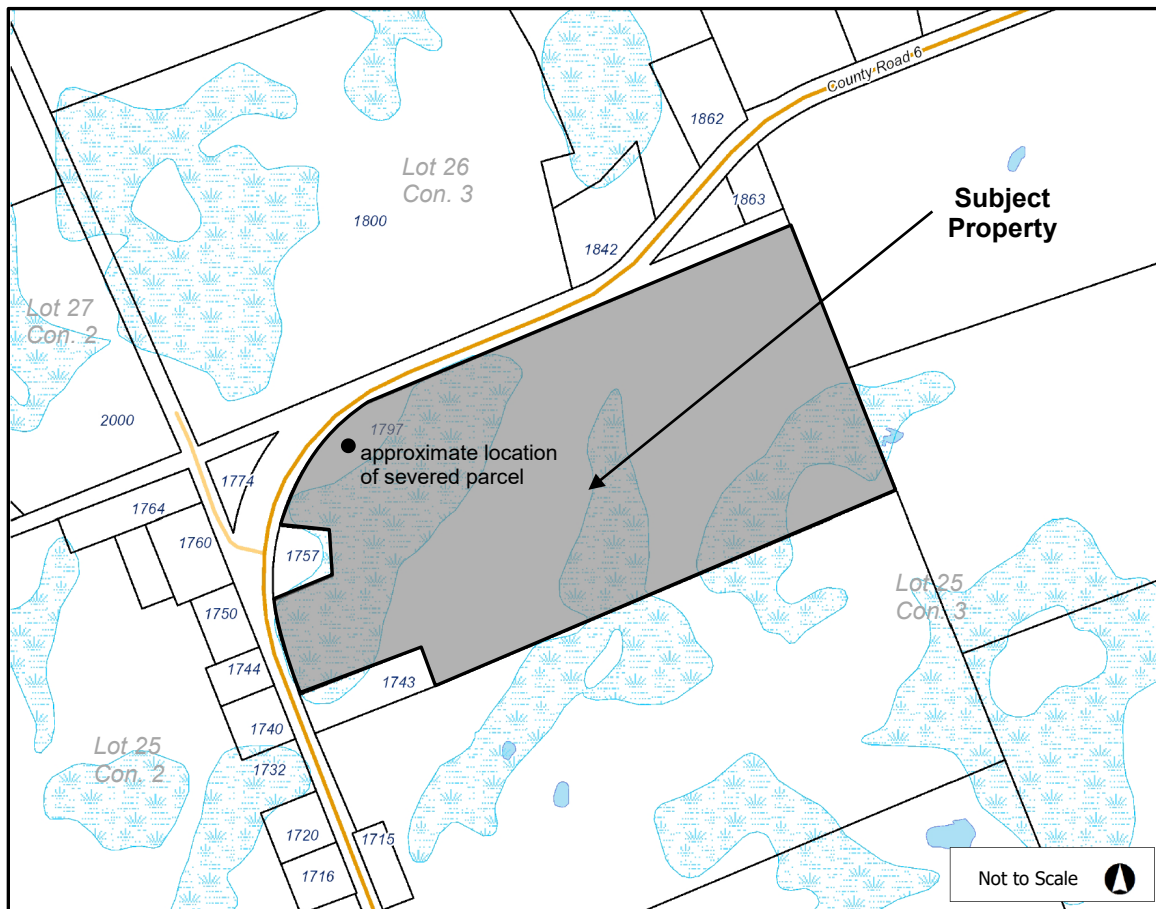 County Road 6
1862
Lot 26
Con. 3
1863
Subject
Property
1800
1842
Lot 27
Con. 2
2000
1797
approximate location
of severed parcel
1774
1764
1760
1757
Lot 25
Con. 3
1750
1744
1743
1740
Lot 25
Con. 2
1732
1720
1715
1716
Not to Scale